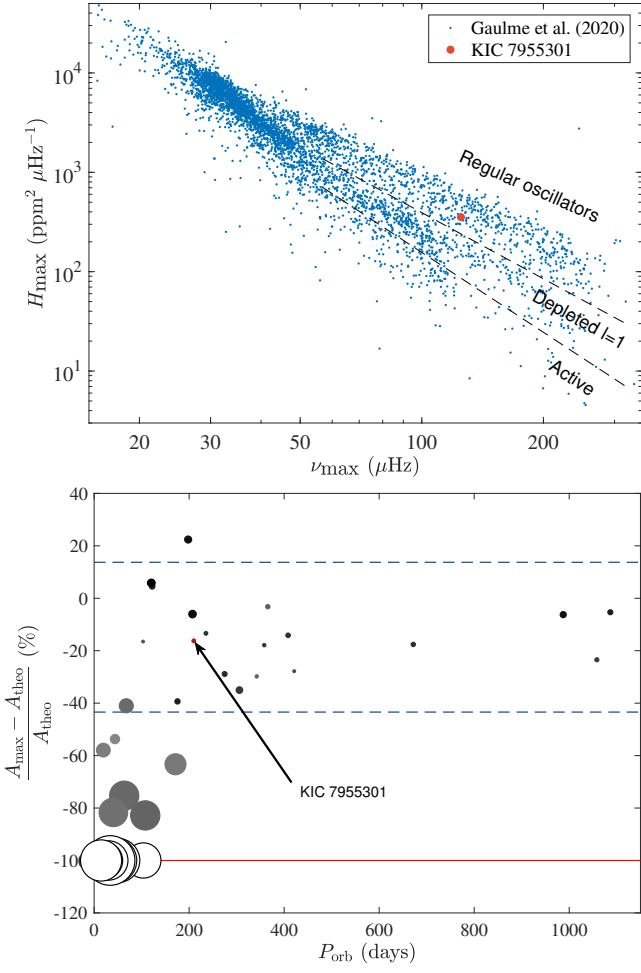 Gaulme et al. (2020)
KIC 7955301
10⁴
10³
10²
10¹
H_max (ppm² μHz⁻¹)
Regular oscillators
Depleted l=1
Active
20 30 50 100 200
ν_max (μHz)
40
20
0
-20
-40
-60
-80
-100
-120
A_max − A_theo
A_theo
(%)
KIC 7955301
0 200 400 600 800 1000
P_orb (days)